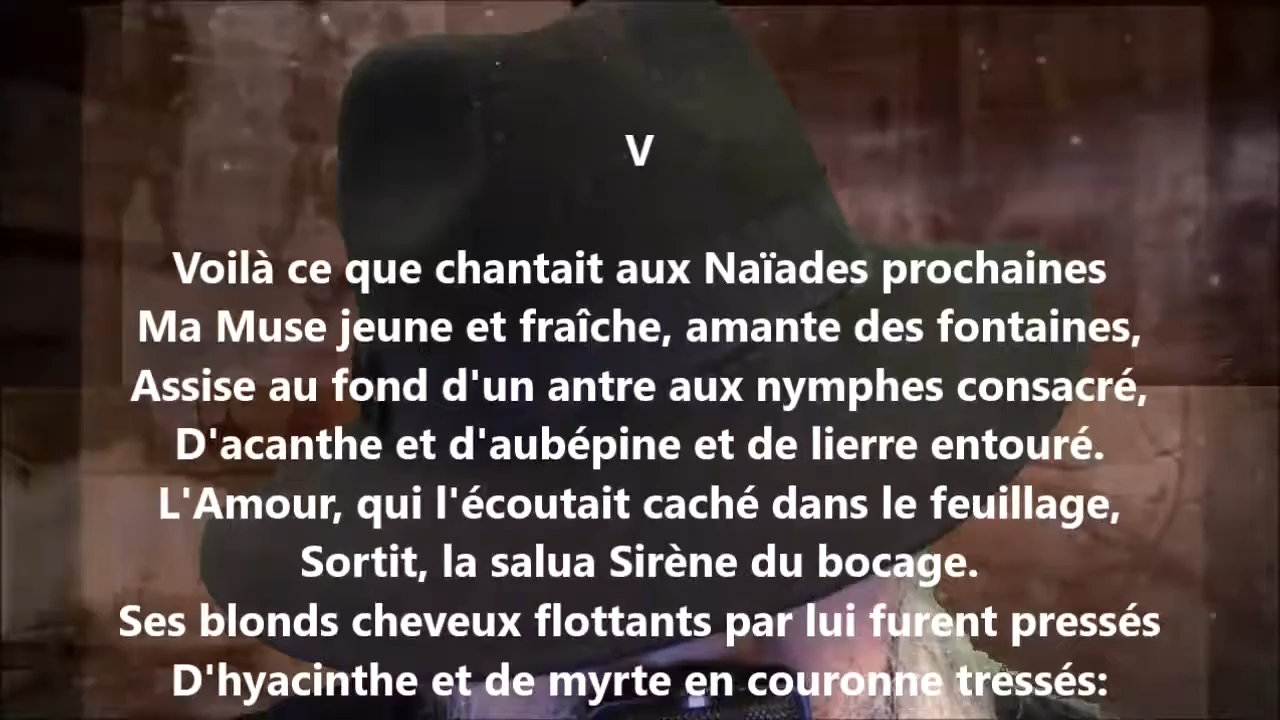 V
Voilà ce que chantait aux Naïades prochaines
Ma Muse jeune et fraîche, amante des fontaines,
Assise au fond d'un antre aux nymphes consacré,
D'acanthe et d'aubépine et de lierre entouré.
L'Amour, qui l'écoutait caché dans le feuillage,
Sortit, la salua Sirène du bocage.
Ses blonds cheveux flottants par lui furent pressés
D'hyacinthe et de myrte en couronne tressés: